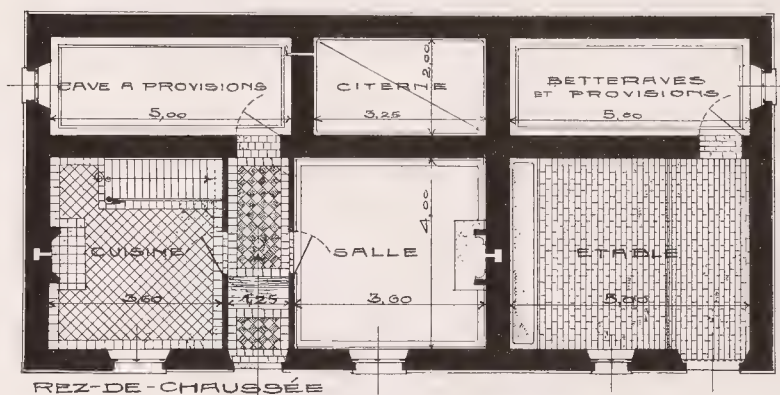 CAVE A PROVISIONS
5,00
CITERNE
3,25
2,00
BETTERAVES
ET PROVISIONS
5,00
CUISINE
3,60
1,25
SALLE
3,60
4,00
ETABLE
5,00
REZ-DE-CHAUSSÉE